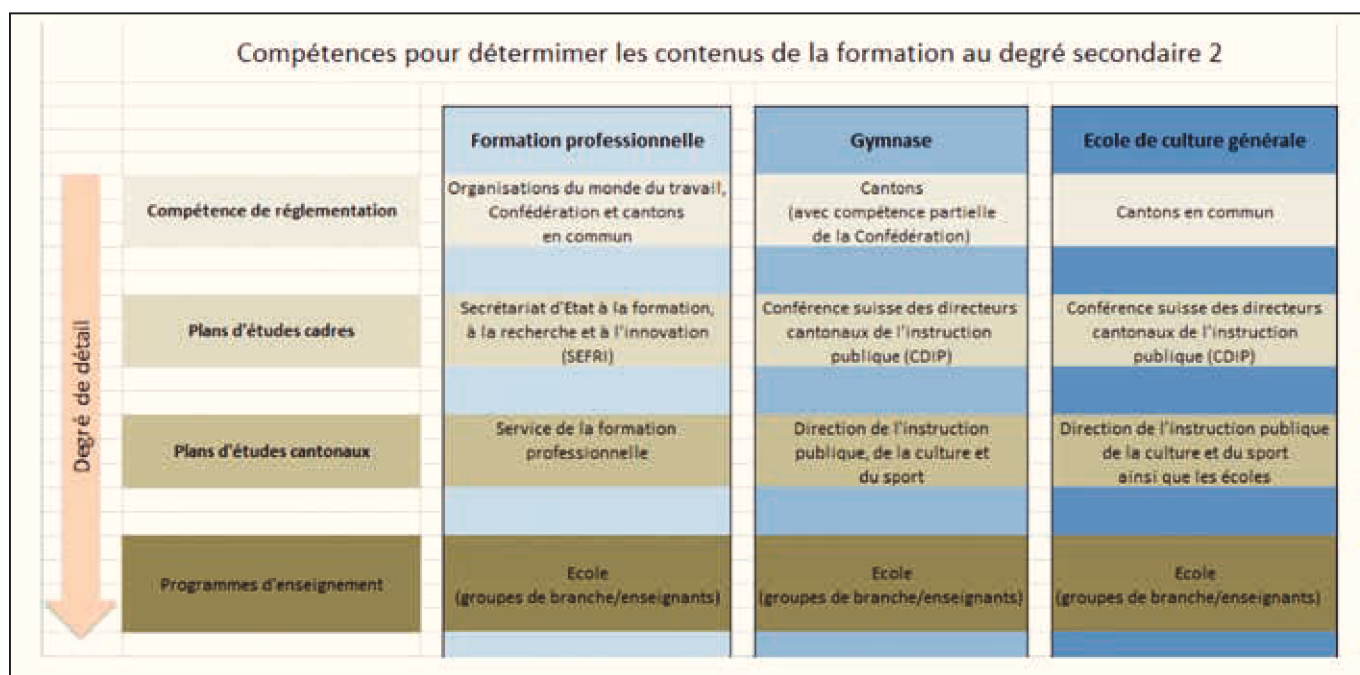 Compétences pour détermimer les contenus de la formation au degré secondaire 2
Formation professionnelle
Gymnase
Ecole de culture générale
Degré de détail
Compétence de réglementation
Organisations du monde du travail,
Confédération et cantons
en commun
Cantons
(avec compétence partielle
de la Confédération)
Cantons en commun
Plans d'études cadres
Secrétariat d'Etat à la formation,
à la recherche et à l'innovation
(SEFRI)
Conférence suisse des directeurs
cantonaux de l'instruction
publique (CDIP)
Conférence suisse des directeurs
cantonaux de l'instruction
publique (CDIP)
Plans d'études cantonaux
Service de la formation
professionnelle
Direction de l'instruction
publique, de la culture et
du sport
Direction de l'instruction publique
de la culture et du sport
ainsi que les écoles
Programmes d'enseignement
Ecole
(groupes de branche/enseignants)
Ecole
(groupes de branche/enseignants)
Ecole
(groupes de branche/enseignants)